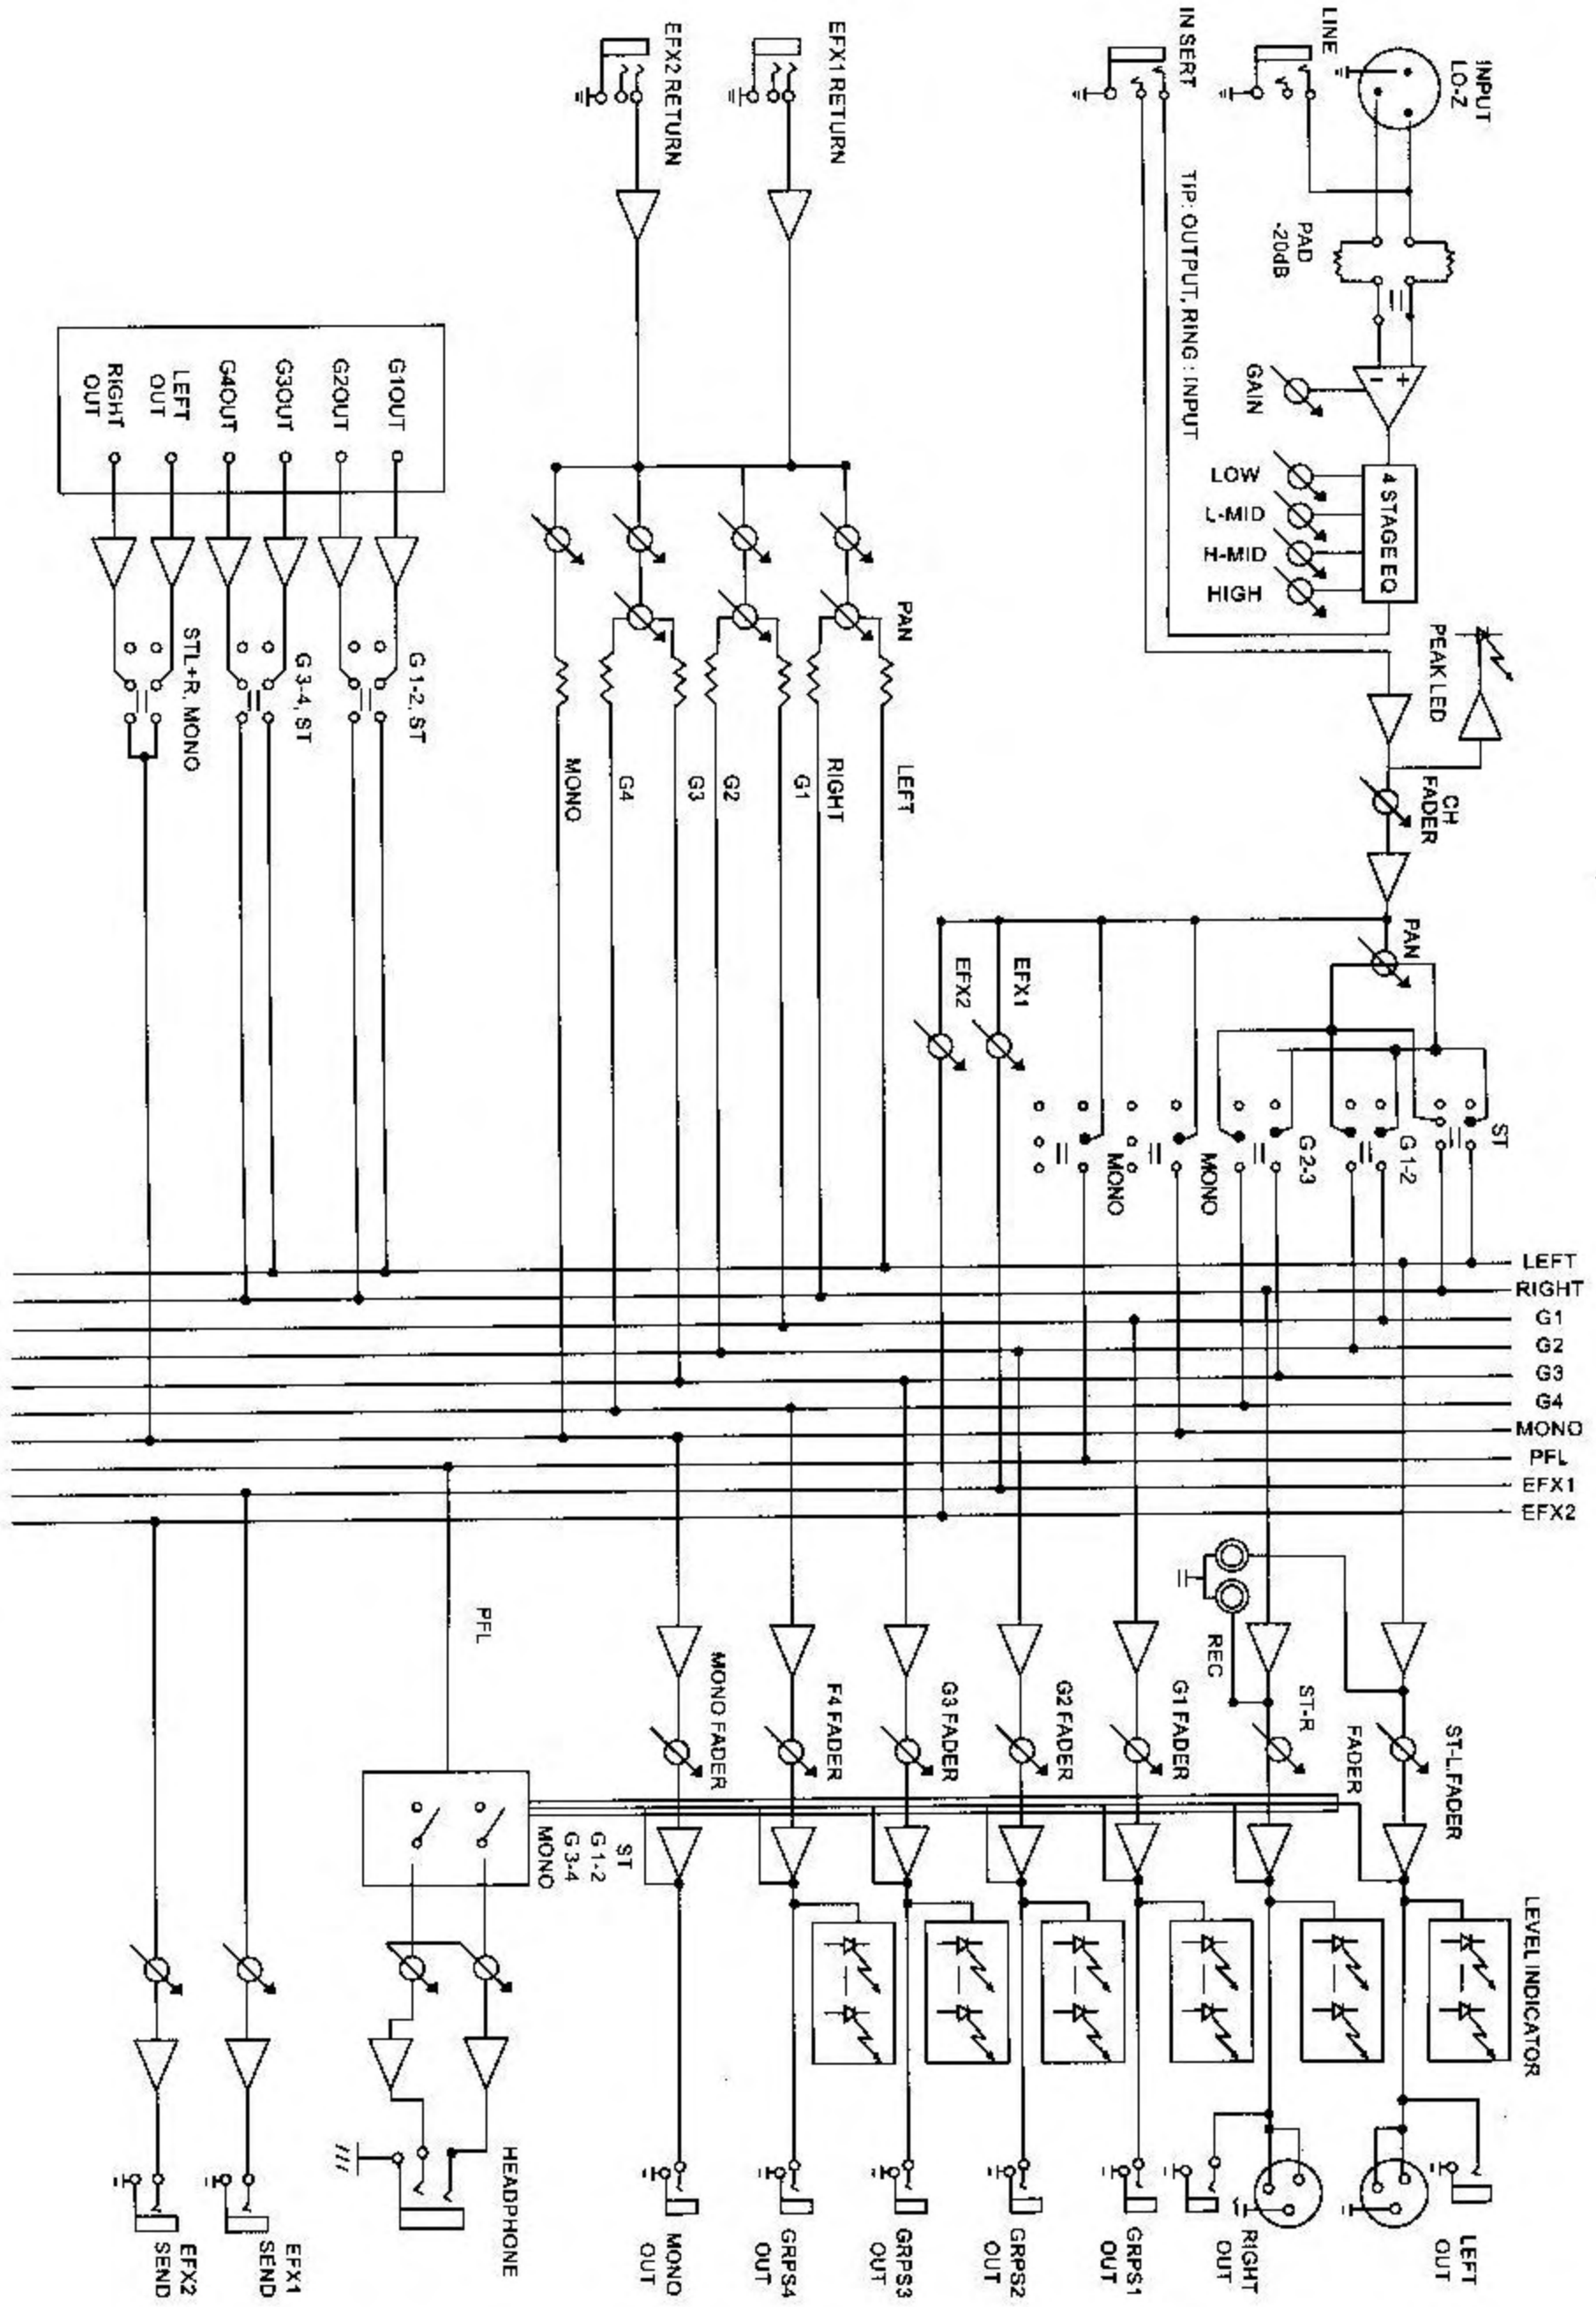 INPUT
LO-Z
LINE
INSERT
TIP: OUTPUT, RING : INPUT
PAD
-20dB
GAIN
+
-
4 STAGE EQ
LOW
L-MID
H-MID
HIGH
PEAK LED
CH
FADER
PAN
EFX1
EFX2
ST
G 1-2
G 2-3
MONO
MONO
EFX1 RETURN
EFX2 RETURN
PAN
LEFT
RIGHT
G1
G2
G3
G4
MONO
G1OUT
G2OUT
G3OUT
G4OUT
LEFT
OUT
RIGHT
OUT
G 1-2, ST
G 3-4, ST
STL+R. MONO
LEFT
RIGHT
G1
G2
G3
G4
MONO
PFL
EFX1
EFX2
REC
PFL
ST-L.FADER
ST-R
FADER
G1 FADER
G2 FADER
G3 FADER
F4 FADER
MONO FADER
ST
G 1-2
G 3-4
MONO
LEVEL INDICATOR
LEFT
OUT
RIGHT
OUT
GRPS1
OUT
GRPS2
OUT
GRPS3
OUT
GRPS4
OUT
MONO
OUT
HEADPHONE
EFX1
SEND
EFX2
SEND